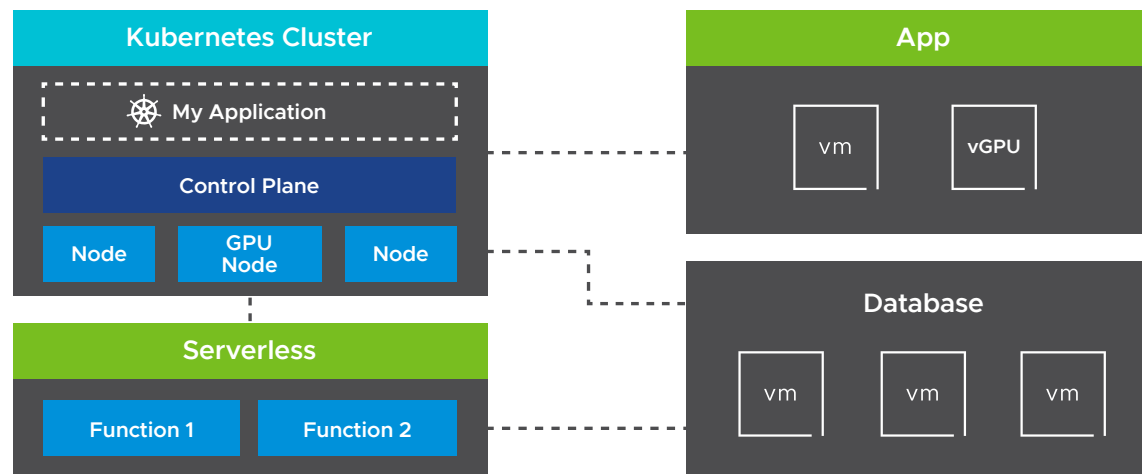 Kubernetes Cluster
My Application
Control Plane
Node
GPU
Node
Node
Serverless
Function 1
Function 2
App
vm
vGPU
Database
vm
vm
vm